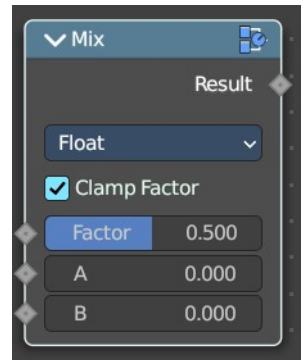 Mix
Result
Float
Clamp Factor
Factor 0.500
A 0.000
B 0.000